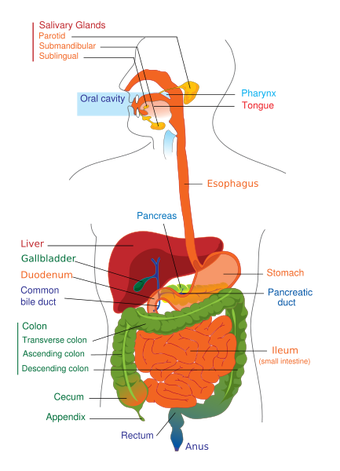 Salivary Glands
Parotid
Submandibular
Sublingual
Oral cavity
Pharynx
Tongue
Esophagus
Pancreas
Liver
Gallbladder
Duodenum
Common
bile duct
Stomach
Pancreatic
duct
Colon
Transverse colon
Ascending colon
Descending colon
Ileum
(small intestine)
Cecum
Appendix
Rectum
Anus